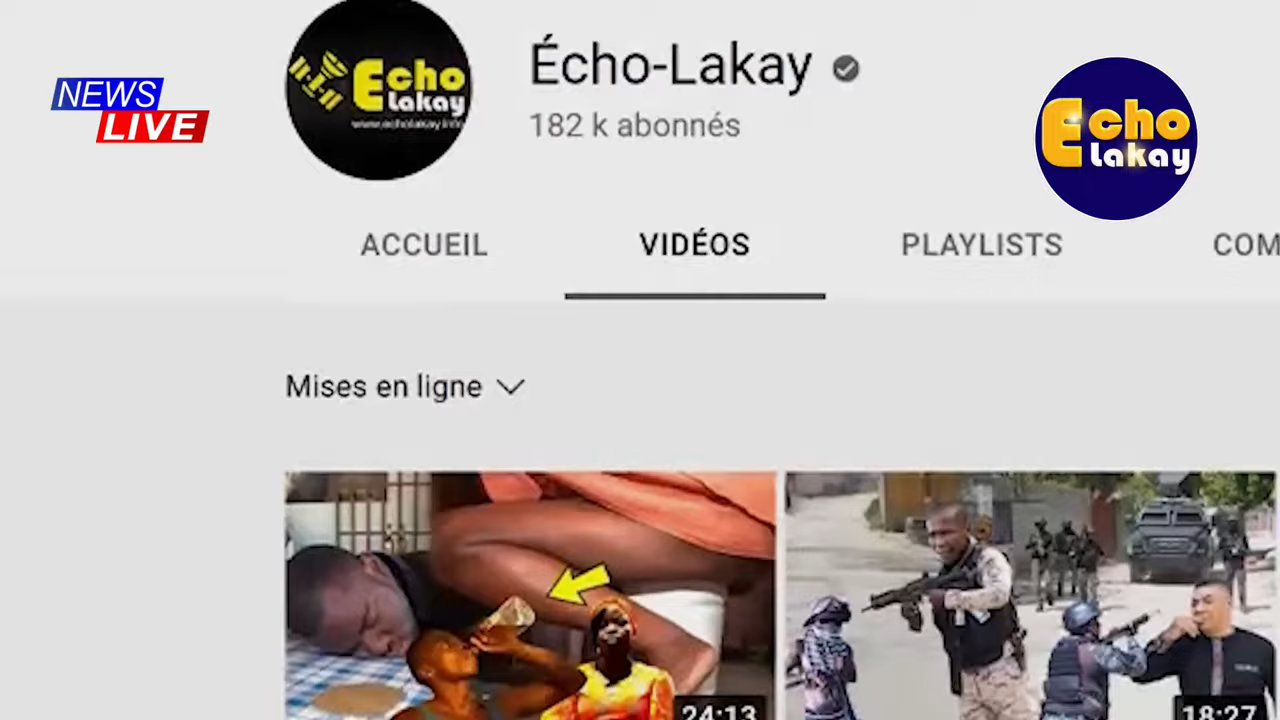 NEWS
LIVE
Écho
Lakay
www.echolakay.info
Écho-Lakay
182 k abonnés
Echo
Lakay
ACCUEIL
VIDÉOS
PLAYLISTS
COM
Mises en ligne
24:13
18:27